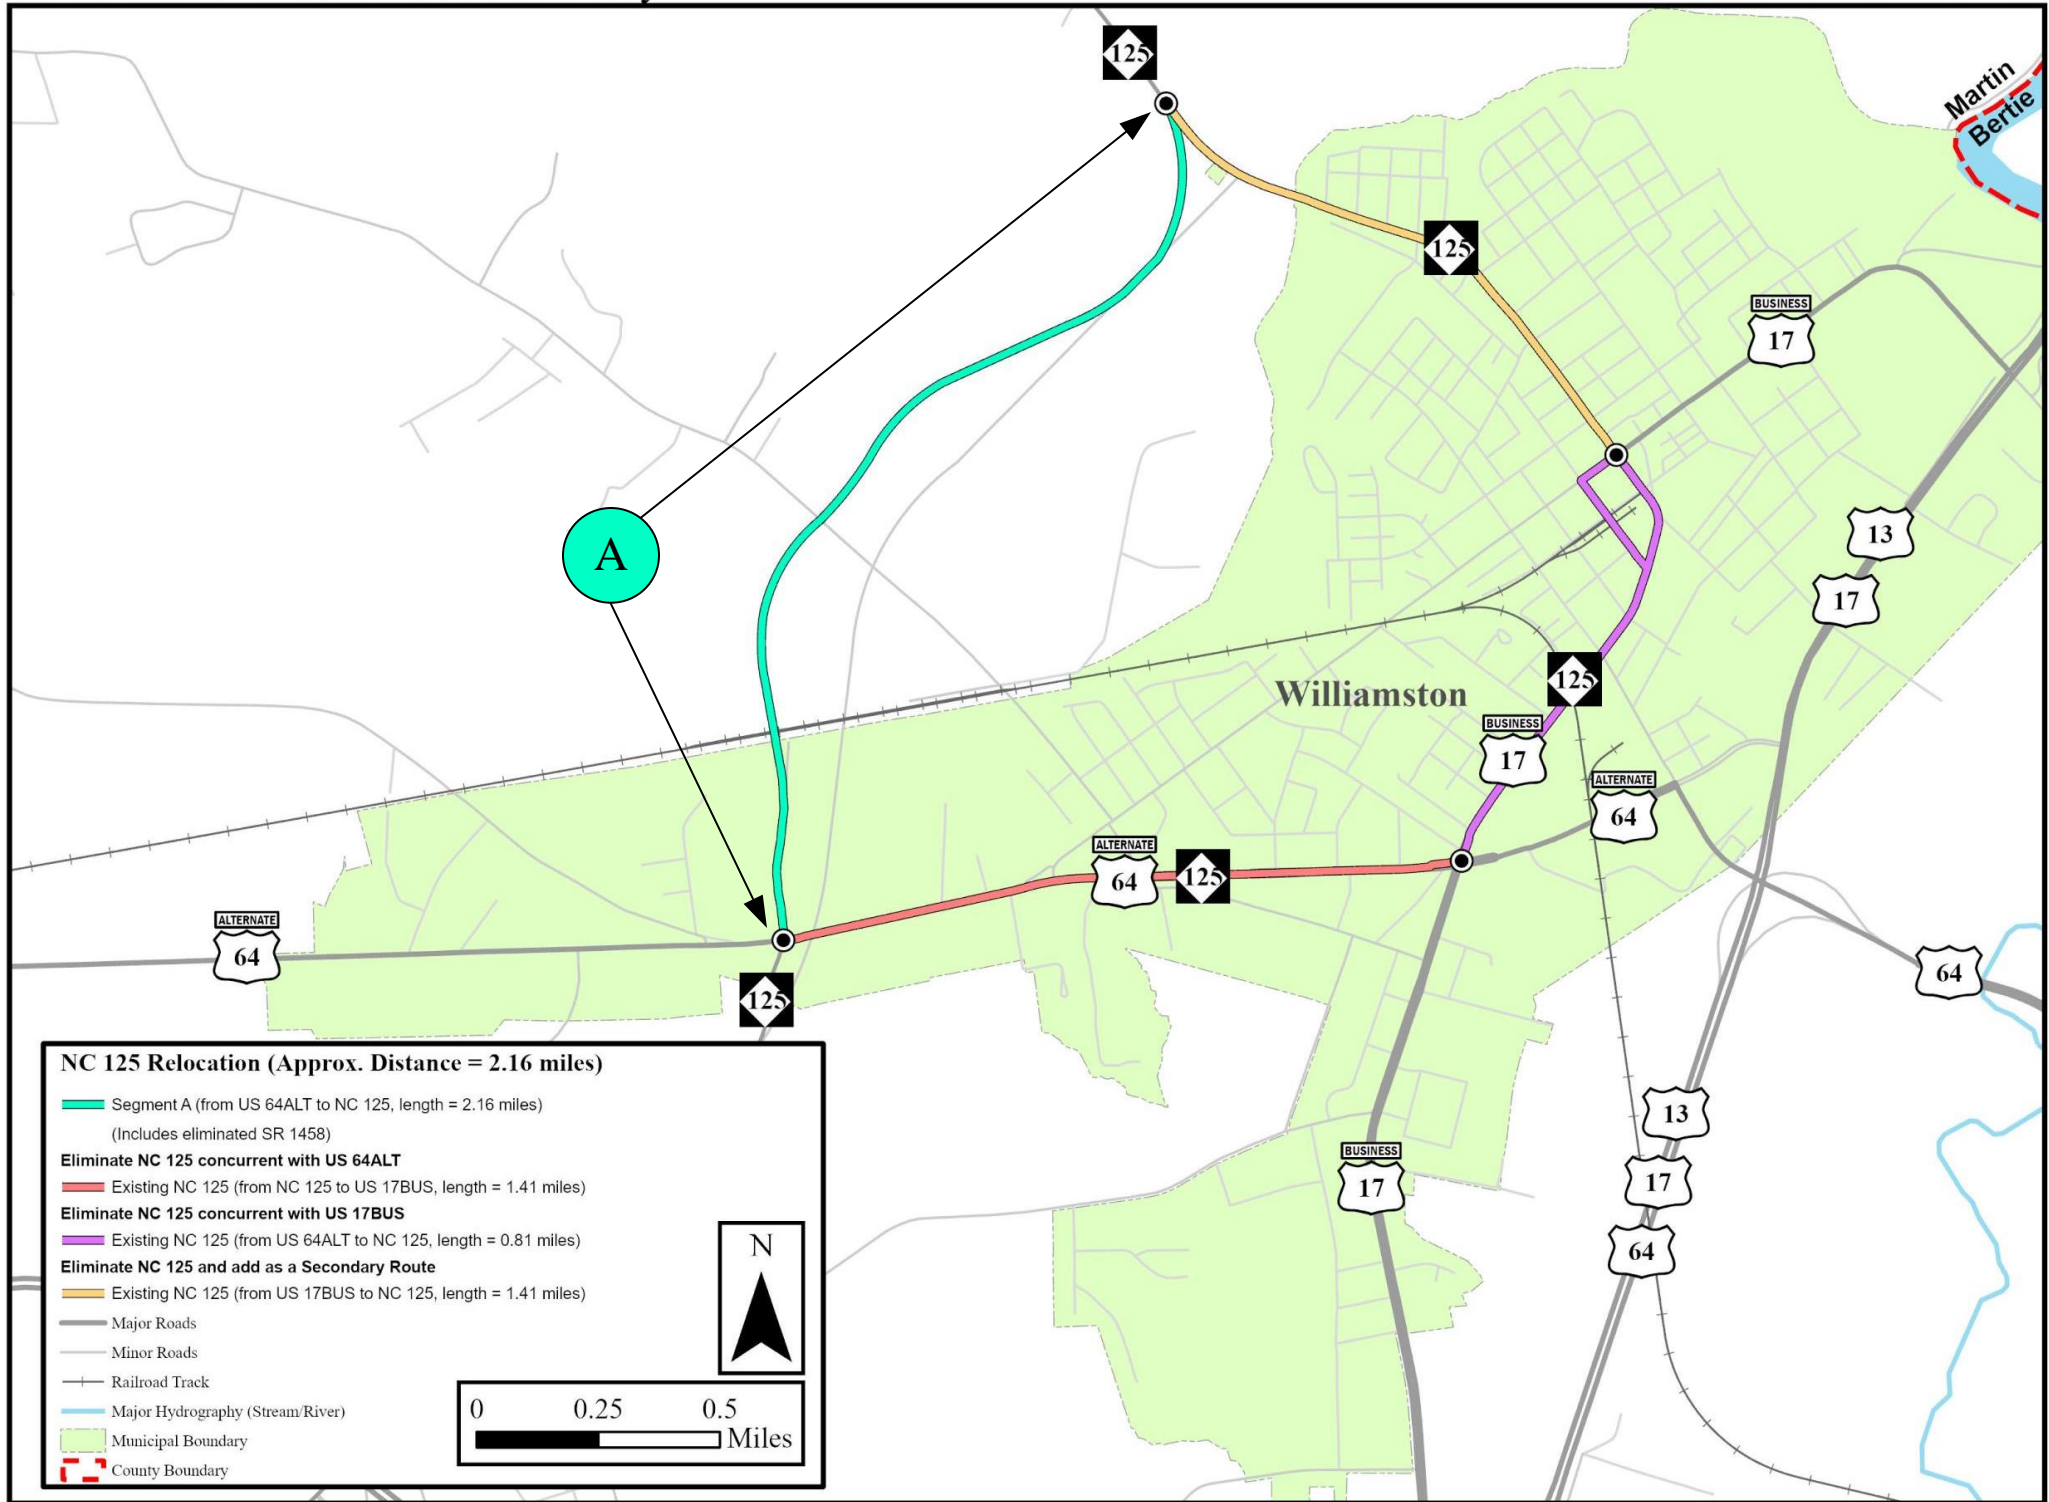 125
Martin
Bertie
125
BUSINESS
17
A
13
17
125
Williamston
BUSINESS
17
ALTERNATE
64
ALTERNATE
64
125
ALTERNATE
64
64
125
NC 125 Relocation (Approx. Distance = 2.16 miles)
Segment A (from US 64ALT to NC 125, length = 2.16 miles)
(Includes eliminated SR 1458)
Eliminate NC 125 concurrent with US 64ALT
Existing NC 125 (from NC 125 to US 17BUS, length = 1.41 miles)
Eliminate NC 125 concurrent with US 17BUS
Existing NC 125 (from US 64ALT to NC 125, length = 0.81 miles)
Eliminate NC 125 and add as a Secondary Route
Existing NC 125 (from US 17BUS to NC 125, length = 1.41 miles)
Major Roads
Minor Roads
Railroad Track
Major Hydrography (Stream/River)
Municipal Boundary
County Boundary
N
0 0.25 0.5
Miles
13
BUSINESS
17
17
64